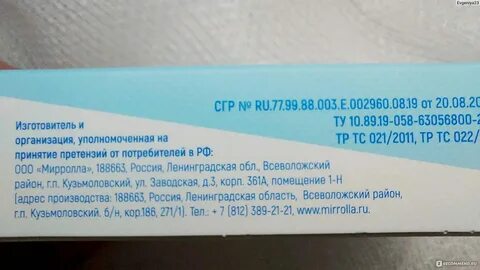 Evgeniya23
СГР № RU.77.99.88.003.Е.002960.08.19 от 20.08.20
ТУ 10.89.19-058-63056800-2
ТР ТС 021/2011, ТР ТС 022/
Изготовитель и
организация, уполномоченная на
принятие претензий от потребителей в РФ:
ООО «Мирролла», 188663, Россия, Ленинградская обл., Всеволожский
район, г.п. Кузьмоловский, ул. Заводская, д.3, корп. 361А, помещение 1-Н
(адрес производства: 188663, Россия, Ленинградская область, Всеволожский район,
г.п. Кузьмоловский. б/н, кор.186, 271/1). Тел.: +7 (812) 389-21-21, www.mirrolla.ru.
IRECOMMEND.RU